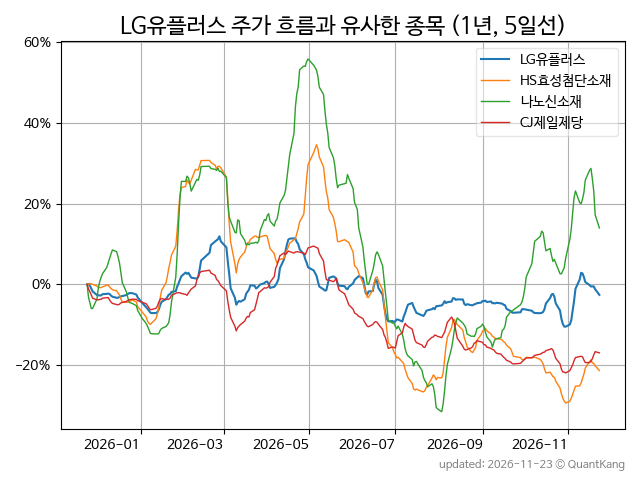 LG유플러스 주가 흐름과 유사한 종목 (1년, 5일선)
60%
40%
20%
0%
−20%
LG유플러스
HS효성첨단소재
나노신소재
CJ제일제당
2026-01
2026-03
2026-05
2026-07
2026-09
2026-11
updated: 2026-11-23 © QuantKang